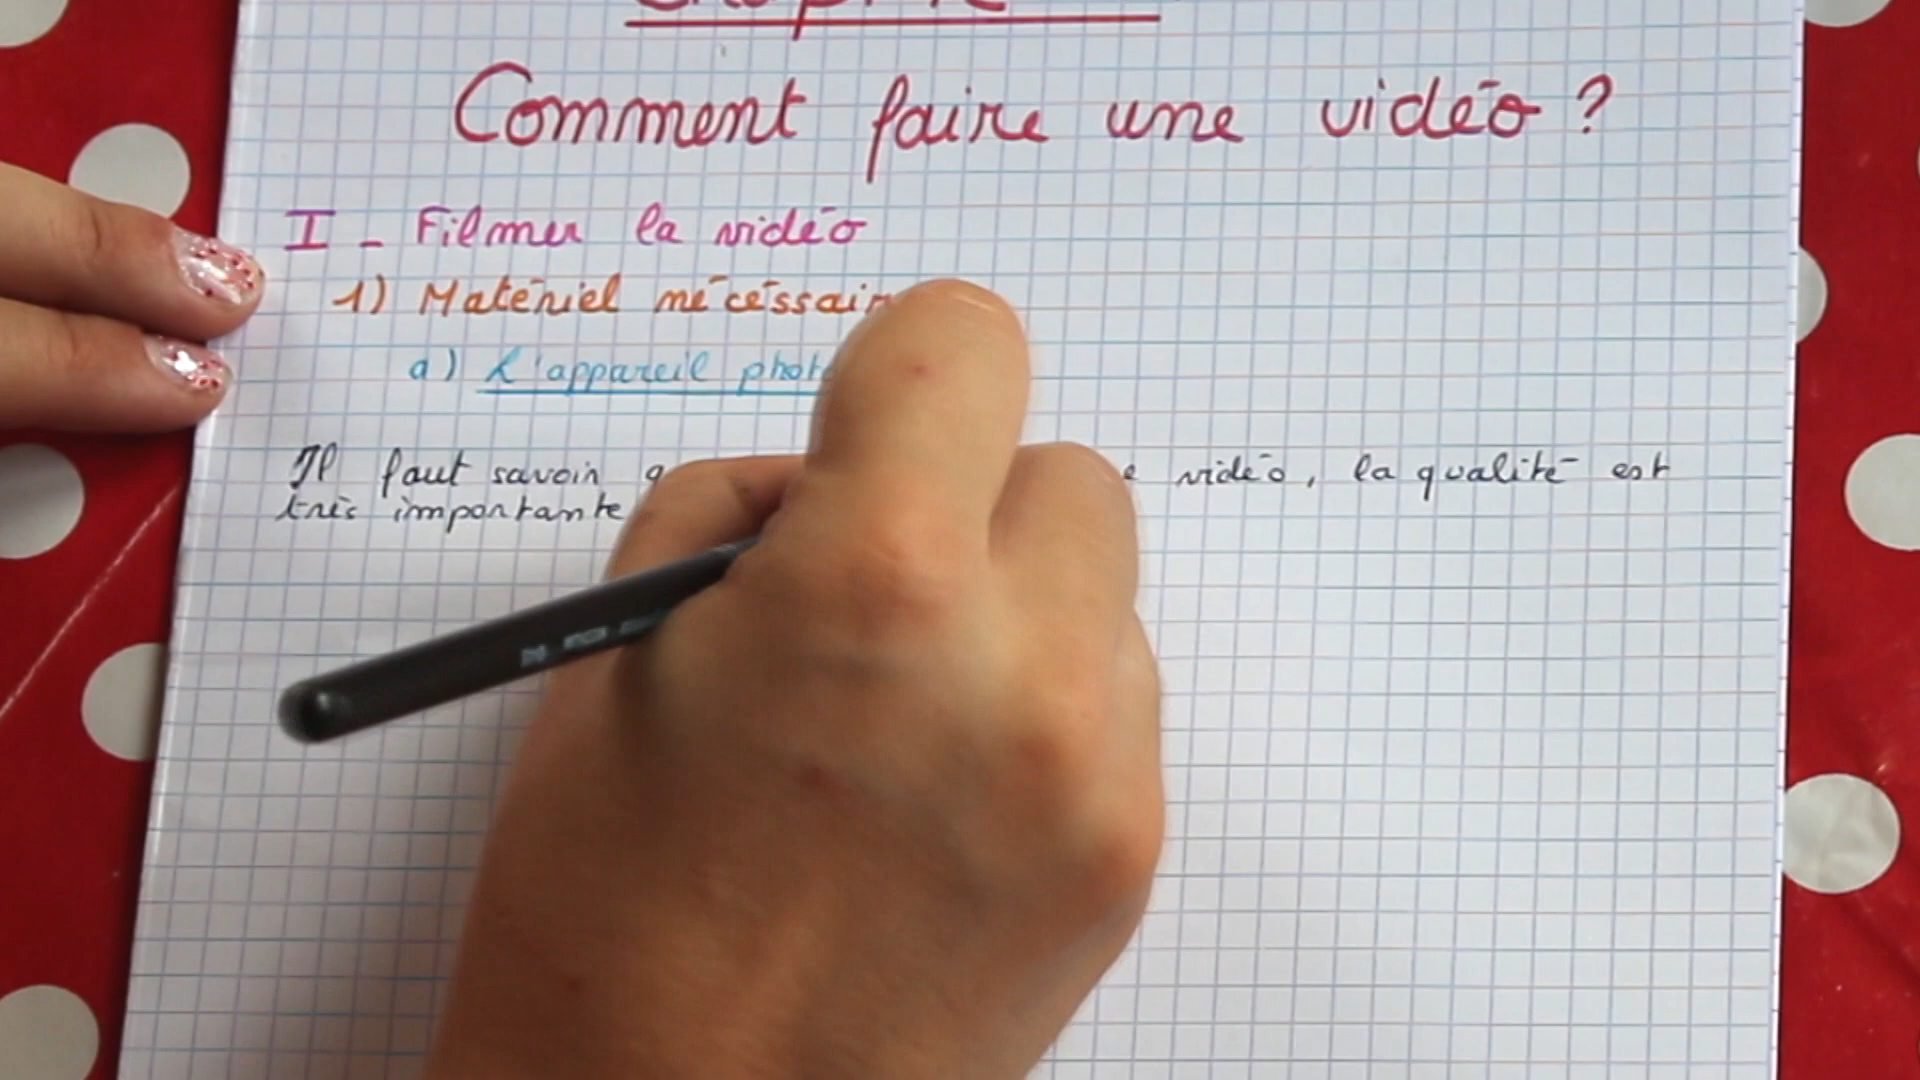 Comment faire une vidéo ?
I - Filmer la vidéo
1) Matériel nécéssair
a) L'appareil phot
Il faut savoir vidéo, la qualité est
très importante